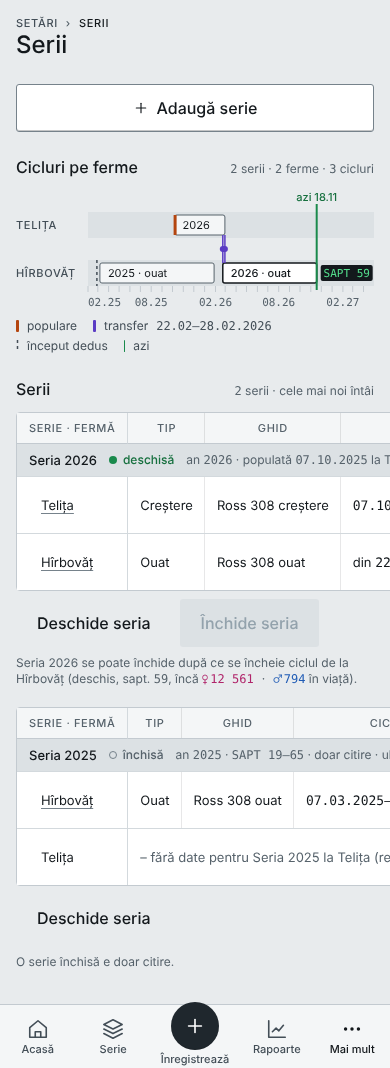 SETĂRI › SERII
Serii
+ Adaugă serie
Cicluri pe ferme
2 serii · 2 ferme · 3 cicluri
azi 18.11
TELIȚA
2026
HÎRBOVĂȚ
2025 · ouat
2026 · ouat
SAPT 59
02.25 08.25 02.26 08.26 02.27
populare transfer 22.02–28.02.2026
început dedus azi
Serii
2 serii · cele mai noi întâi
SERIE · FERMĂ TIP GHID
Seria 2026 deschisă an 2026 · populată 07.10.2025 la T
Telița Creștere Ross 308 creștere 07.10
Hîrbovăț Ouat Ross 308 ouat din 22
Deschide seria Închide seria
Seria 2026 se poate închide după ce se încheie ciclul de la
Hîrbovăț (deschis, sapt. 59, încă ♀12 561 · ♂794 în viață).
SERIE · FERMĂ TIP GHID CIC
Seria 2025 închisă an 2025 · SAPT 19–65 · doar citire · ul
Hîrbovăț Ouat Ross 308 ouat 07.03.2025–
Telița – fără date pentru Seria 2025 la Telița (re
Deschide seria
O serie închisă e doar citire.
Acasă Serie Înregistrează Rapoarte Mai mult